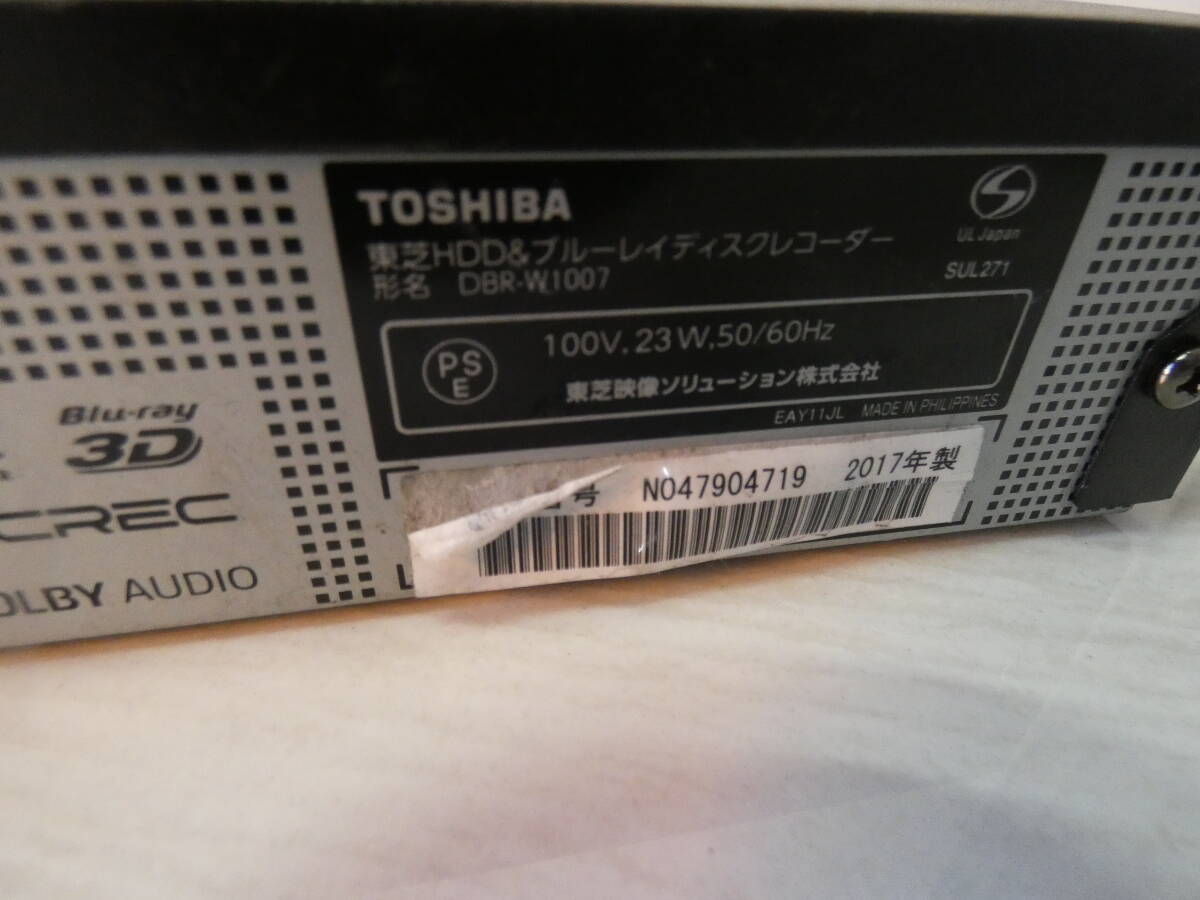 TOSHIBA
東芝HDD&ブルーレイディスクレコーダー
形名 DBR-W1007
UL Japan
SUL271
PS
E
100V, 23W, 50/60Hz
東芝映像ソリューション株式会社
EAY11JL MADE IN PHILIPPINES
号 N047904719 2017年製
Blu-ray
3D
CREC
OLBY AUDIO